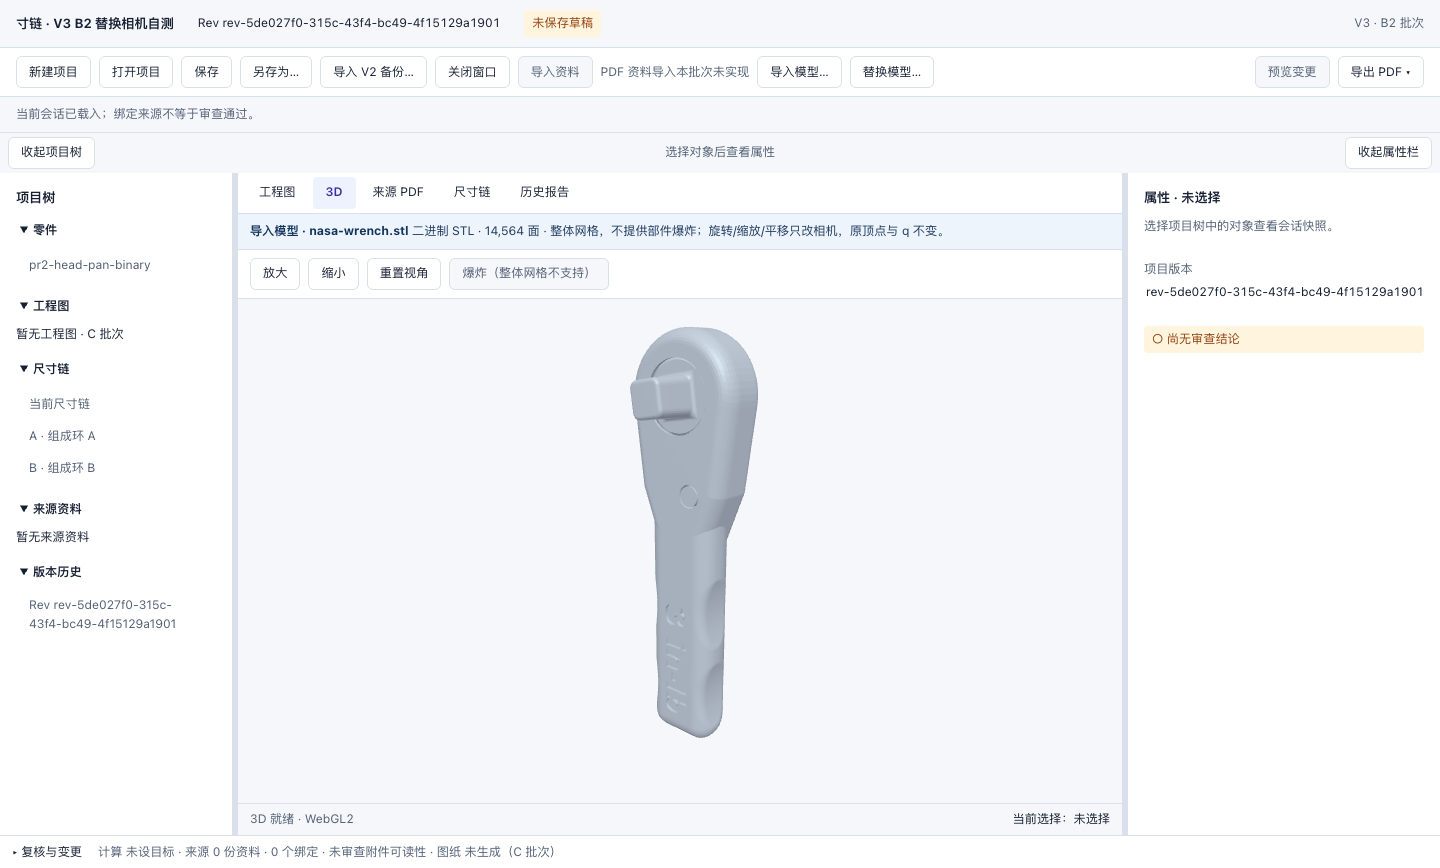 寸链 · V3 B2 替换相机自测 Rev rev-5de027f0-315c-43f4-bc49-4f15129a1901 未保存草稿 V3 · B2 批次
新建项目 打开项目 保存 另存为... 导入 V2 备份... 关闭窗口 导入资料 PDF 资料导入本批次未实现 导入模型... 替换模型... 预览变更 导出 PDF ▾
当前会话已载入；绑定来源不等于审查通过。
收起项目树 选择对象后查看属性 收起属性栏
项目树
▼ 零件
pr2-head-pan-binary
▼ 工程图
暂无工程图 · C 批次
▼ 尺寸链
当前尺寸链
A · 组成环 A
B · 组成环 B
▼ 来源资料
暂无来源资料
▼ 版本历史
Rev rev-5de027f0-315c-
43f4-bc49-4f15129a1901
工程图 3D 来源 PDF 尺寸链 历史报告
导入模型 · nasa-wrench.stl 二进制 STL · 14,564 面 · 整体网格，不提供部件爆炸；旋转/缩放/平移只改相机，原顶点与 q 不变。
放大 缩小 重置视角 爆炸（整体网格不支持）
3D 就绪 · WebGL2 当前选择：未选择
属性 · 未选择
选择项目树中的对象查看会话快照。
项目版本
rev-5de027f0-315c-43f4-bc49-4f15129a1901
○ 尚无审查结论
▸ 复核与变更 计算 未设目标 · 来源 0 份资料 · 0 个绑定 · 未审查附件可读性 · 图纸 未生成（C 批次）